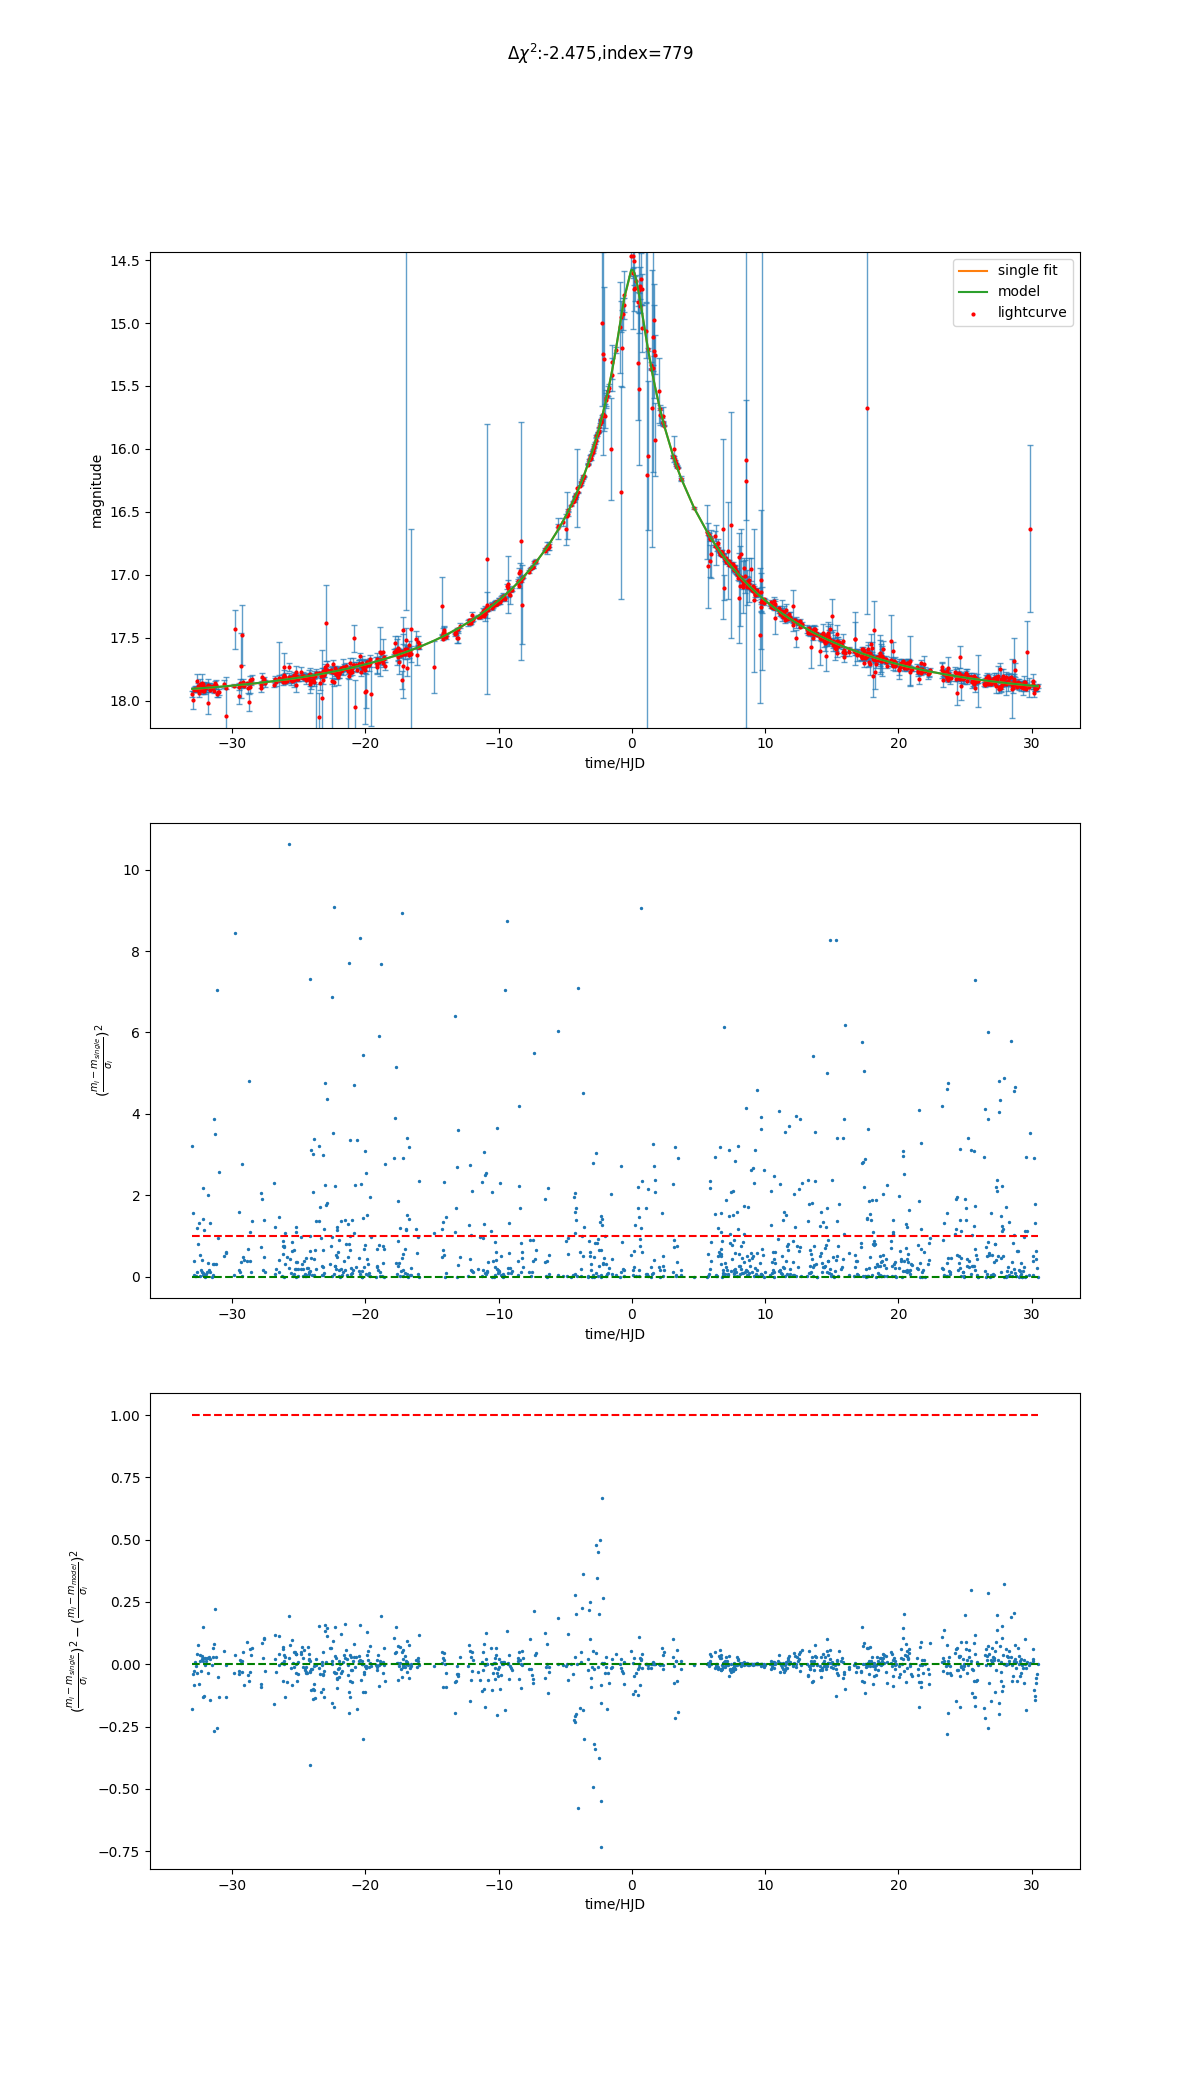 Δχ²:-2.475,index=779
14.5
15.0
15.5
16.0
16.5
17.0
17.5
18.0
magnitude
single fit
model
lightcurve
−30 −20 −10 0 10 20 30
time/HJD
10
8
6
4
2
0
((mᵢ − m_single)/σᵢ)²
−30 −20 −10 0 10 20 30
time/HJD
1.00
0.75
0.50
0.25
0.00
−0.25
−0.50
−0.75
((mᵢ − m_single)/σᵢ)² − ((mᵢ − m_model)/σᵢ)²
−30 −20 −10 0 10 20 30
time/HJD